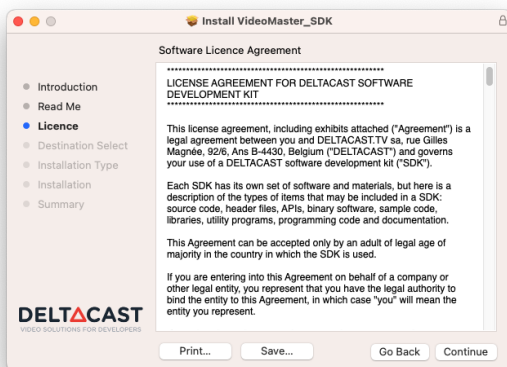 Install VideoMaster_SDK
Software Licence Agreement
Introduction
Read Me
Licence
Destination Select
Installation Type
Installation
Summary
************************************************************
LICENSE AGREEMENT FOR DELTACAST SOFTWARE
DEVELOPMENT KIT
************************************************************
This license agreement, including exhibits attached ("Agreement") is a
legal agreement between you and DELTACAST.TV sa, rue Gilles
Magnée, 92/6, Ans B-4430, Belgium ("DELTACAST") and governs
your use of a DELTACAST software development kit ("SDK").
Each SDK has its own set of software and materials, but here is a
description of the types of items that may be included in a SDK:
source code, header files, APIs, binary software, sample code,
libraries, utility programs, programming code and documentation.
This Agreement can be accepted only by an adult of legal age of
majority in the country in which the SDK is used.
If you are entering into this Agreement on behalf of a company or
other legal entity, you represent that you have the legal authority to
bind the entity to this Agreement, in which case "you" will mean the
entity you represent.
DELTACAST
VIDEO SOLUTIONS FOR DEVELOPERS
Print...
Save...
Go Back
Continue